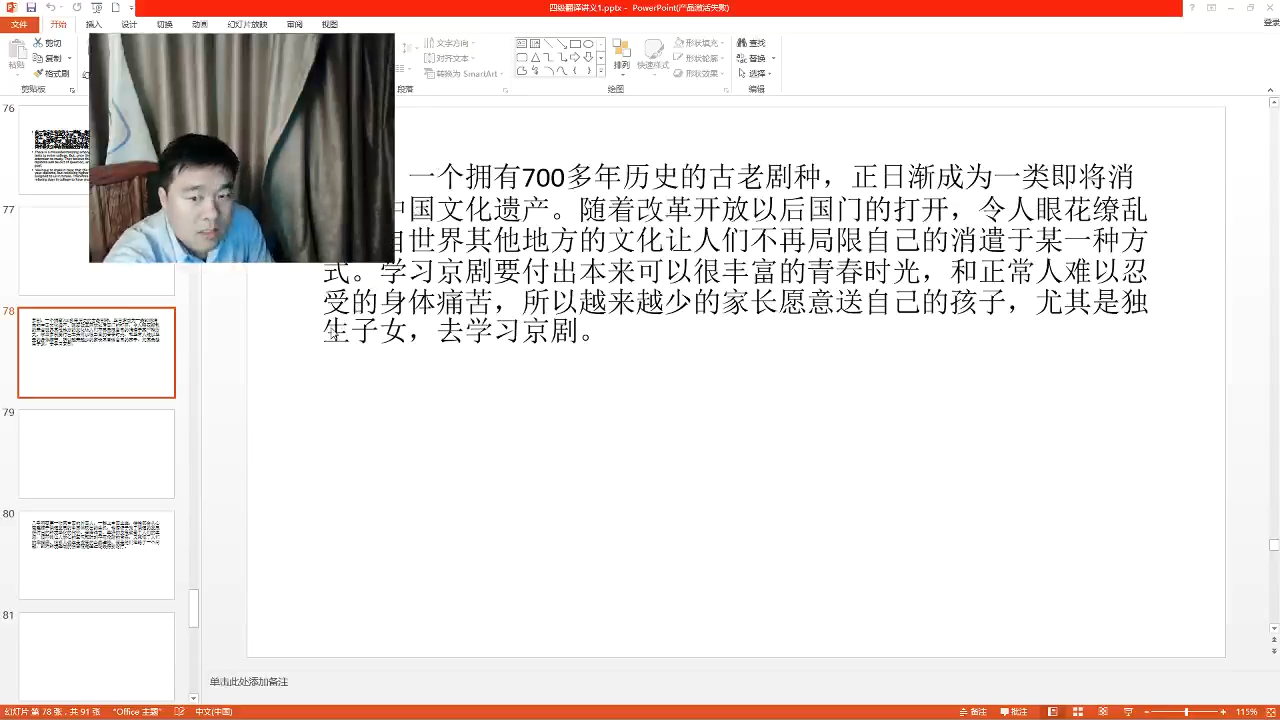 四级翻译讲义1.pptx - PowerPoint(产品激活失败)
文件 开始 插入 设计 切换 动画 幻灯片放映 审阅 视图
登录
粘贴
剪切
复制
格式刷
剪贴板
文字方向
对齐文本
转换为 SmartArt
段落
排列
快速样式
形状填充
形状轮廓
形状效果
绘图
查找
替换
选择
编辑
76
77
78
79
80
81
一个拥有700多年历史的古老剧种，正日渐成为一类即将消
中国文化遗产。随着改革开放以后国门的打开，令人眼花缭乱
自世界其他地方的文化让人们不再局限自己的消遣于某一种方
式。学习京剧要付出本来可以很丰富的青春时光，和正常人难以忍
受的身体痛苦，所以越来越少的家长愿意送自己的孩子，尤其是独
生子女，去学习京剧。
单击此处添加备注
幻灯片 第 78 张，共 91 张 "Office 主题" 中文(中国)
备注 批注 115%